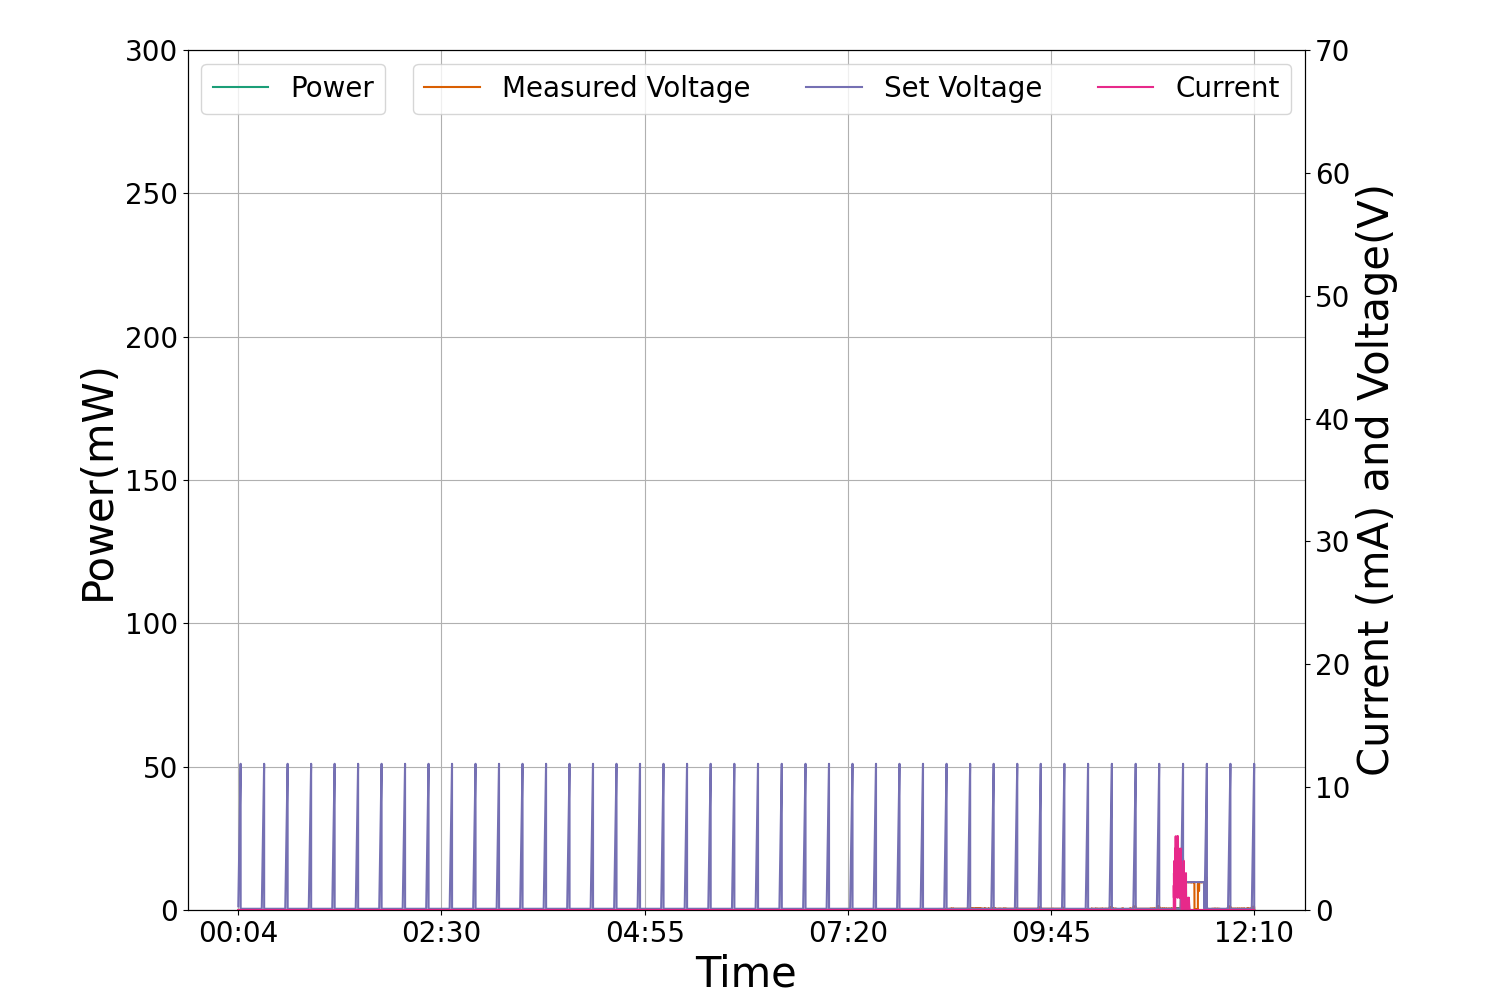 Power
Measured Voltage
Set Voltage
Current
300
250
200
150
100
50
0
Power(mW)
70
60
50
40
30
20
10
0
Current (mA) and Voltage(V)
00:04 02:30 04:55 07:20 09:45 12:10
Time